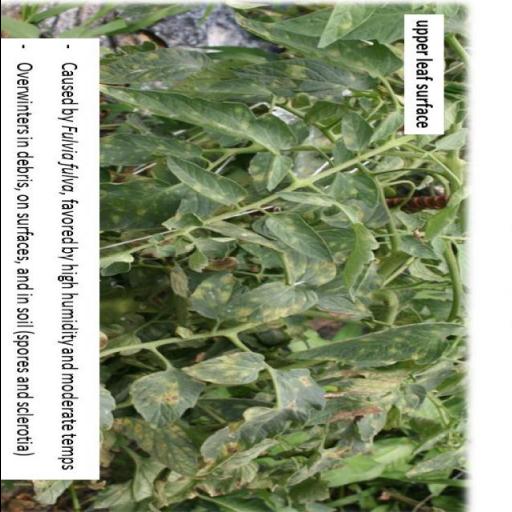 upper leaf surface
- Caused by Fulvia fulva, favored by high humidity and moderate temps
- Overwinters in debris, on surfaces, and in soil (spores and sclerotia)